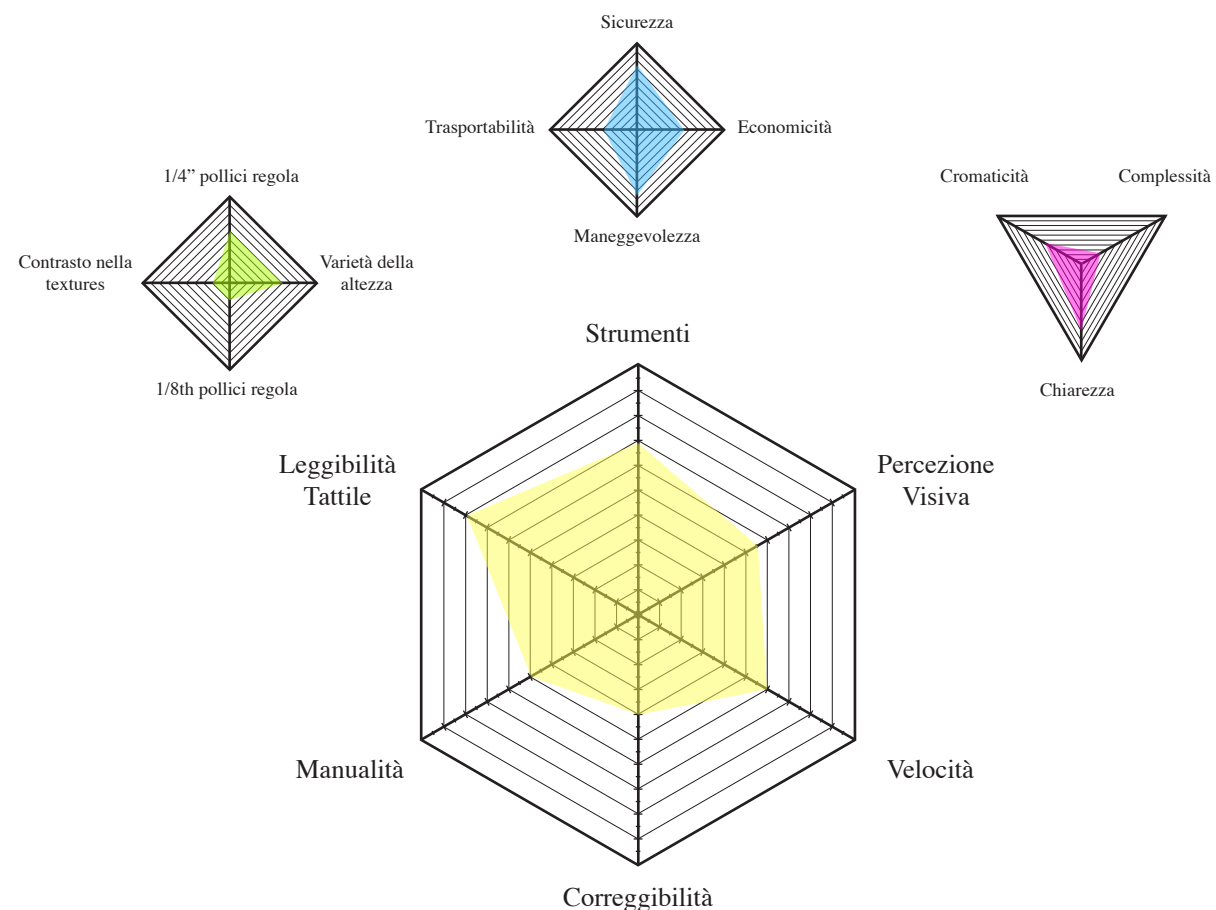 Sicurezza
Trasportabilità
Economicità
Maneggevolezza
1/4” pollici regola
Contrasto nella
textures
Varietà della
altezza
1/8th pollici regola
Cromaticità
Complessità
Chiarezza
Strumenti
Leggibilità
Tattile
Percezione
Visiva
Manualità
Velocità
Correggibilità